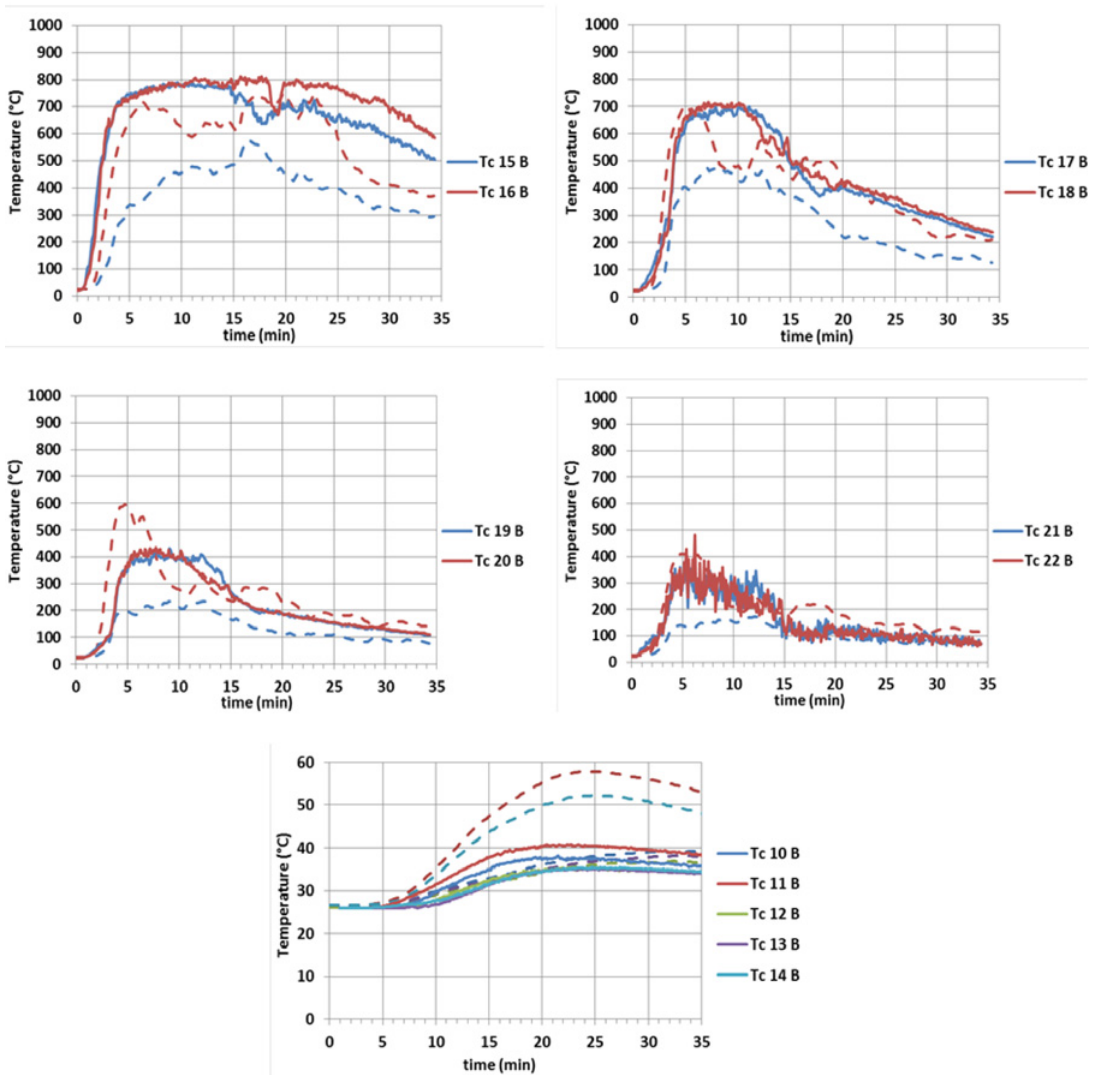 1000
900
800
700
600
500
400
300
200
100
0
Temperature (°C)
0 5 10 15 20 25 30 35
time (min)
Tc 15 B
Tc 16 B
1000
900
800
700
600
500
400
300
200
100
0
Temperature (°C)
0 5 10 15 20 25 30 35
time (min)
Tc 17 B
Tc 18 B
1000
900
800
700
600
500
400
300
200
100
0
Temperature (°C)
0 5 10 15 20 25 30 35
time (min)
Tc 19 B
Tc 20 B
1000
900
800
700
600
500
400
300
200
100
0
Temperature (°C)
0 5 10 15 20 25 30 35
time (min)
Tc 21 B
Tc 22 B
60
50
40
30
20
10
0
Temperature (°C)
0 5 10 15 20 25 30 35
time (min)
Tc 10 B
Tc 11 B
Tc 12 B
Tc 13 B
Tc 14 B